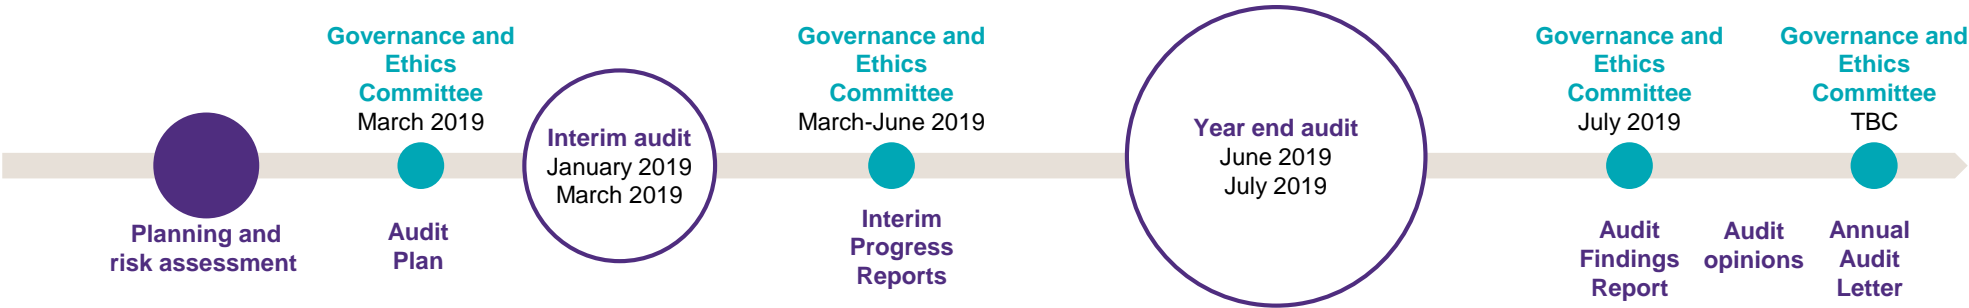 Governance and
Ethics
Committee
March 2019
Governance and
Ethics
Committee
March-June 2019
Governance and
Ethics
Committee
July 2019
Governance and
Ethics
Committee
TBC
Interim audit
January 2019
March 2019
Year end audit
June 2019
July 2019
Planning and
risk assessment
Audit
Plan
Interim
Progress
Reports
Audit
Findings
Report
Audit
opinions
Annual
Audit
Letter